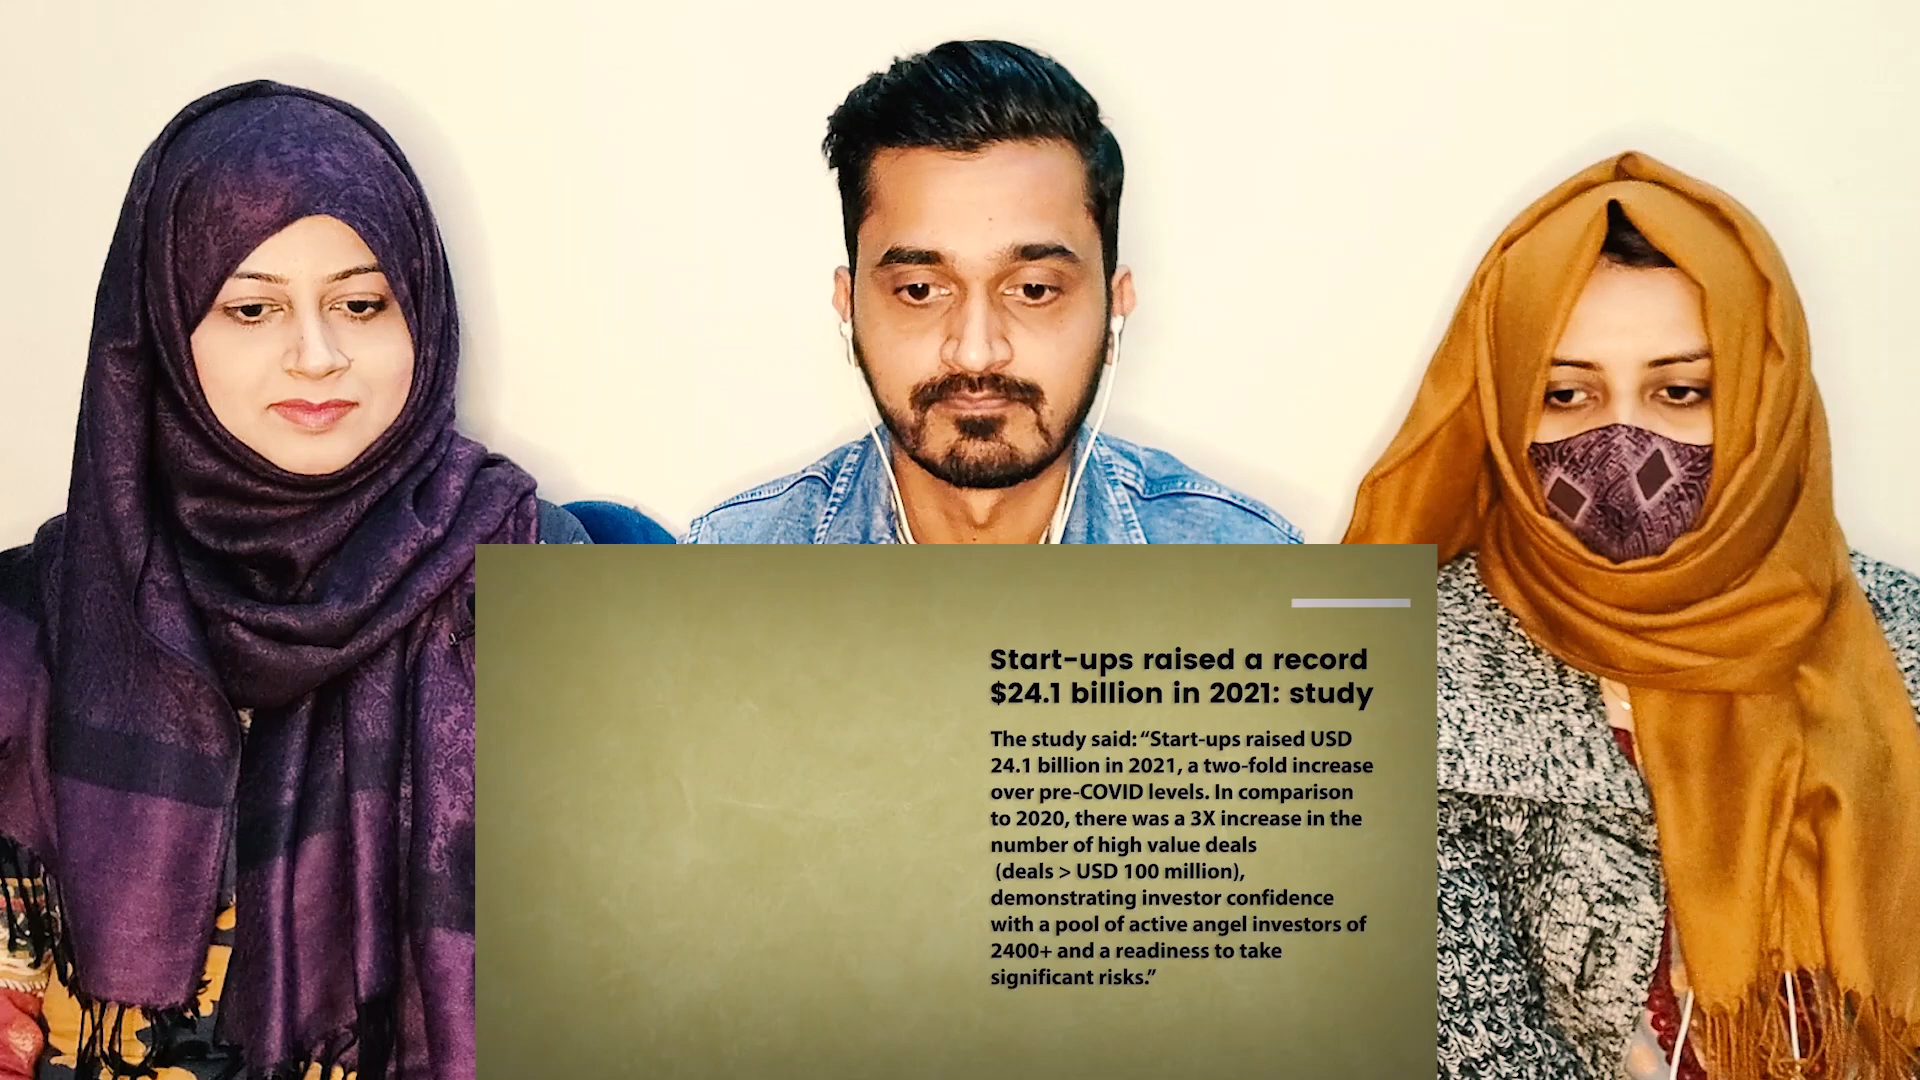 Start-ups raised a record
$24.1 billion in 2021: study
The study said: “Start-ups raised USD
24.1 billion in 2021, a two-fold increase
over pre-COVID levels. In comparison
to 2020, there was a 3X increase in the
number of high value deals
(deals > USD 100 million),
demonstrating investor confidence
with a pool of active angel investors of
2400+ and a readiness to take
significant risks.”